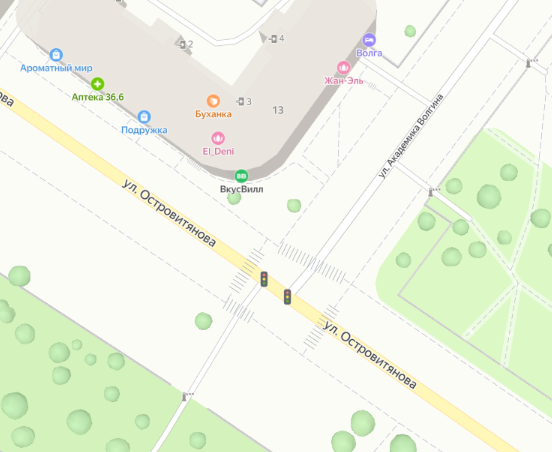 4
2
Волга
Ароматный мир
Жан-Эль
Аптека 36.6
3
13
Буханка
Подружка
El_Deni
ул. Академика Волгина
ВкусВилл
ова
ул. Островитянова
ул. Островитянова